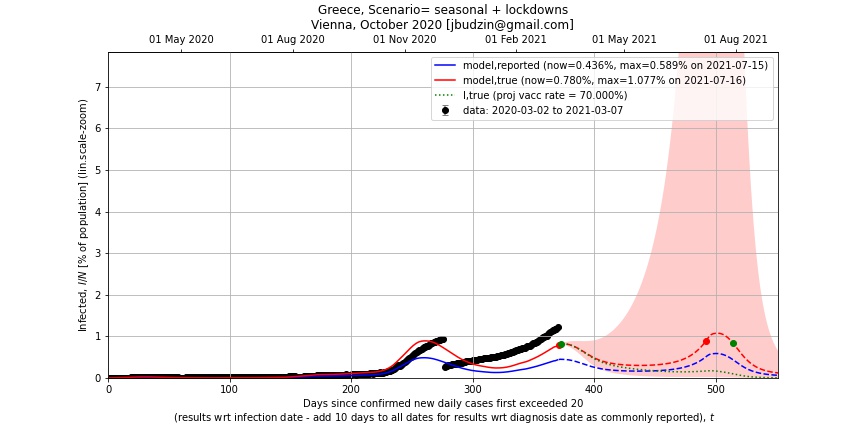 Greece, Scenario= seasonal + lockdowns
Vienna, October 2020 [jbudzin@gmail.com]
01 May 2020 01 Aug 2020 01 Nov 2020 01 Feb 2021 01 May 2021 01 Aug 2021
model,reported (now=0.436%, max=0.589% on 2021-07-15)
model,true (now=0.780%, max=1.077% on 2021-07-16)
I,true (proj vacc rate = 70.000%)
data: 2020-03-02 to 2021-03-07
Infected, I/N [% of population] (lin.scale-zoom)
7
6
5
4
3
2
1
0
0 100 200 300 400 500
Days since confirmed new daily cases first exceeded 20
(results wrt infection date - add 10 days to all dates for results wrt diagnosis date as commonly reported), t